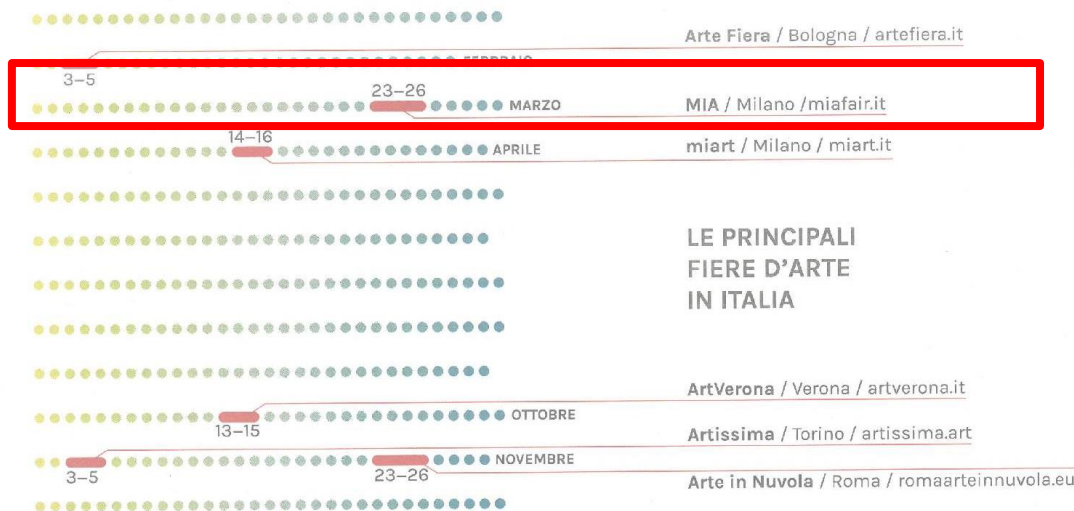 Arte Fiera / Bologna / artefiera.it
FEBBRAIO
3–5
23–26
MARZO
MIA / Milano /miafair.it
14–16
APRILE
miart / Milano / miart.it
LE PRINCIPALI
FIERE D'ARTE
IN ITALIA
ArtVerona / Verona / artverona.it
OTTOBRE
13–15
Artissima / Torino / artissima.art
NOVEMBRE
3–5
23–26
Arte in Nuvola / Roma / romaarteinnuvola.eu